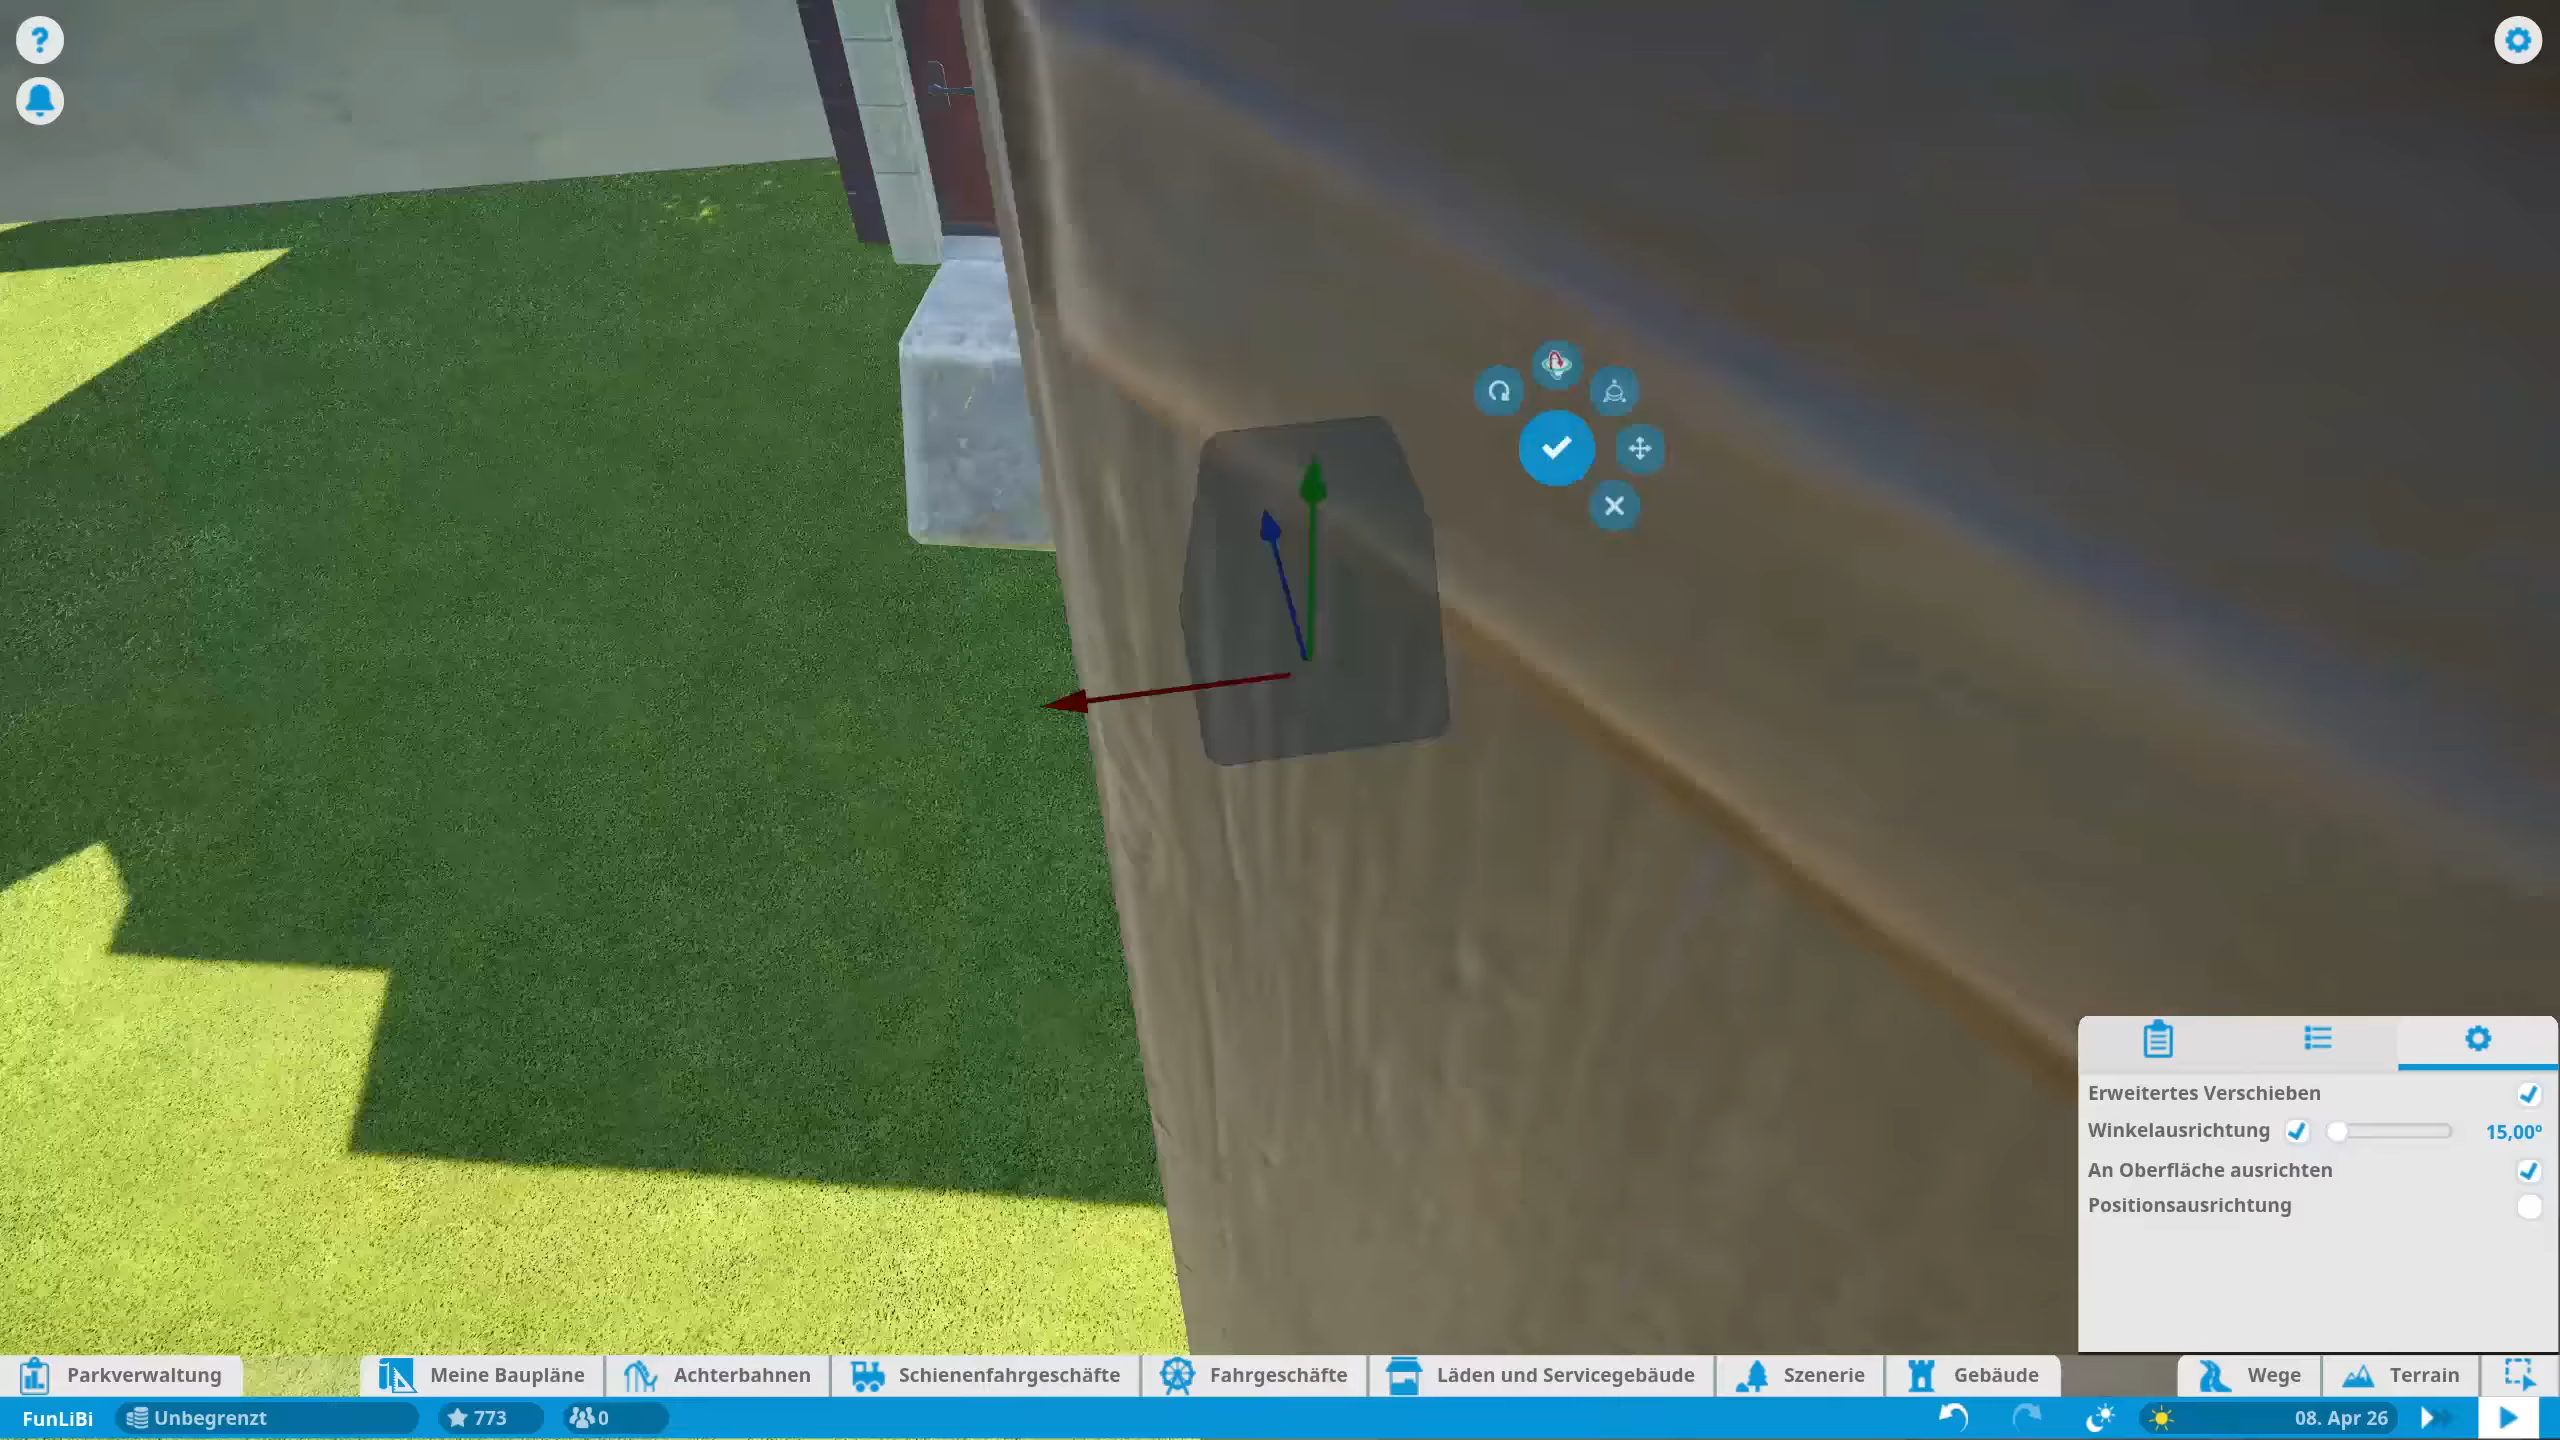 ?
Erweitertes Verschieben
Winkelausrichtung 15,00°
An Oberfläche ausrichten
Positionsausrichtung
Parkverwaltung
Meine Baupläne
Achterbahnen
Schienenfahrgeschäfte
Fahrgeschäfte
Läden und Servicegebäude
Szenerie
Gebäude
Wege
Terrain
FunLiBi
Unbegrenzt
773
0
08. Apr 26